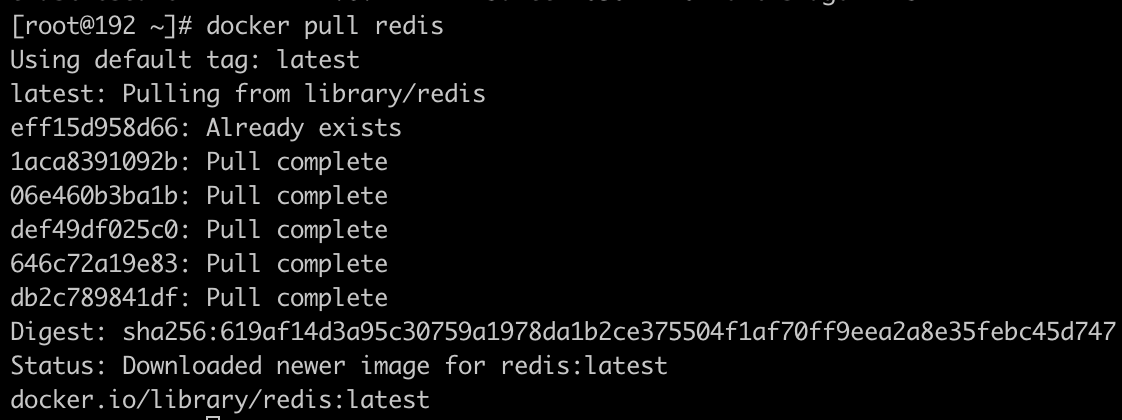 [root@192 ~]# docker pull redis
Using default tag: latest
latest: Pulling from library/redis
eff15d958d66: Already exists
1aca8391092b: Pull complete
06e460b3ba1b: Pull complete
def49df025c0: Pull complete
646c72a19e83: Pull complete
db2c789841df: Pull complete
Digest: sha256:619af14d3a95c30759a1978da1b2ce375504f1af70ff9eea2a8e35febc45d747
Status: Downloaded newer image for redis:latest
docker.io/library/redis:latest